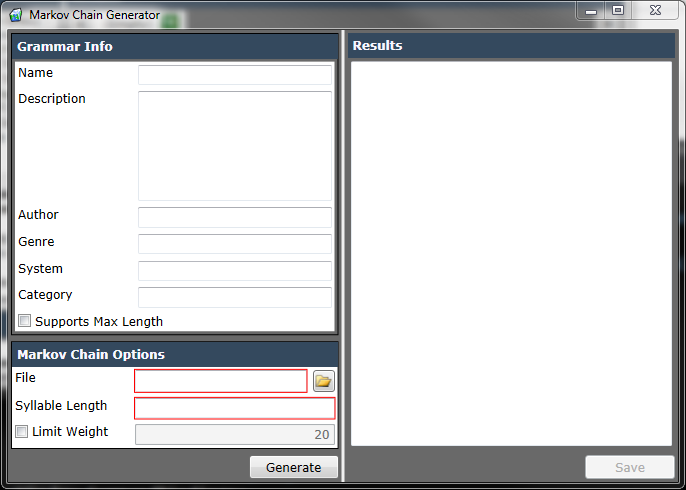 Markov Chain Generator
Grammar Info
Name
Description
Author
Genre
System
Category
Supports Max Length
Markov Chain Options
File
Syllable Length
Limit Weight
20
Generate
Results
Save